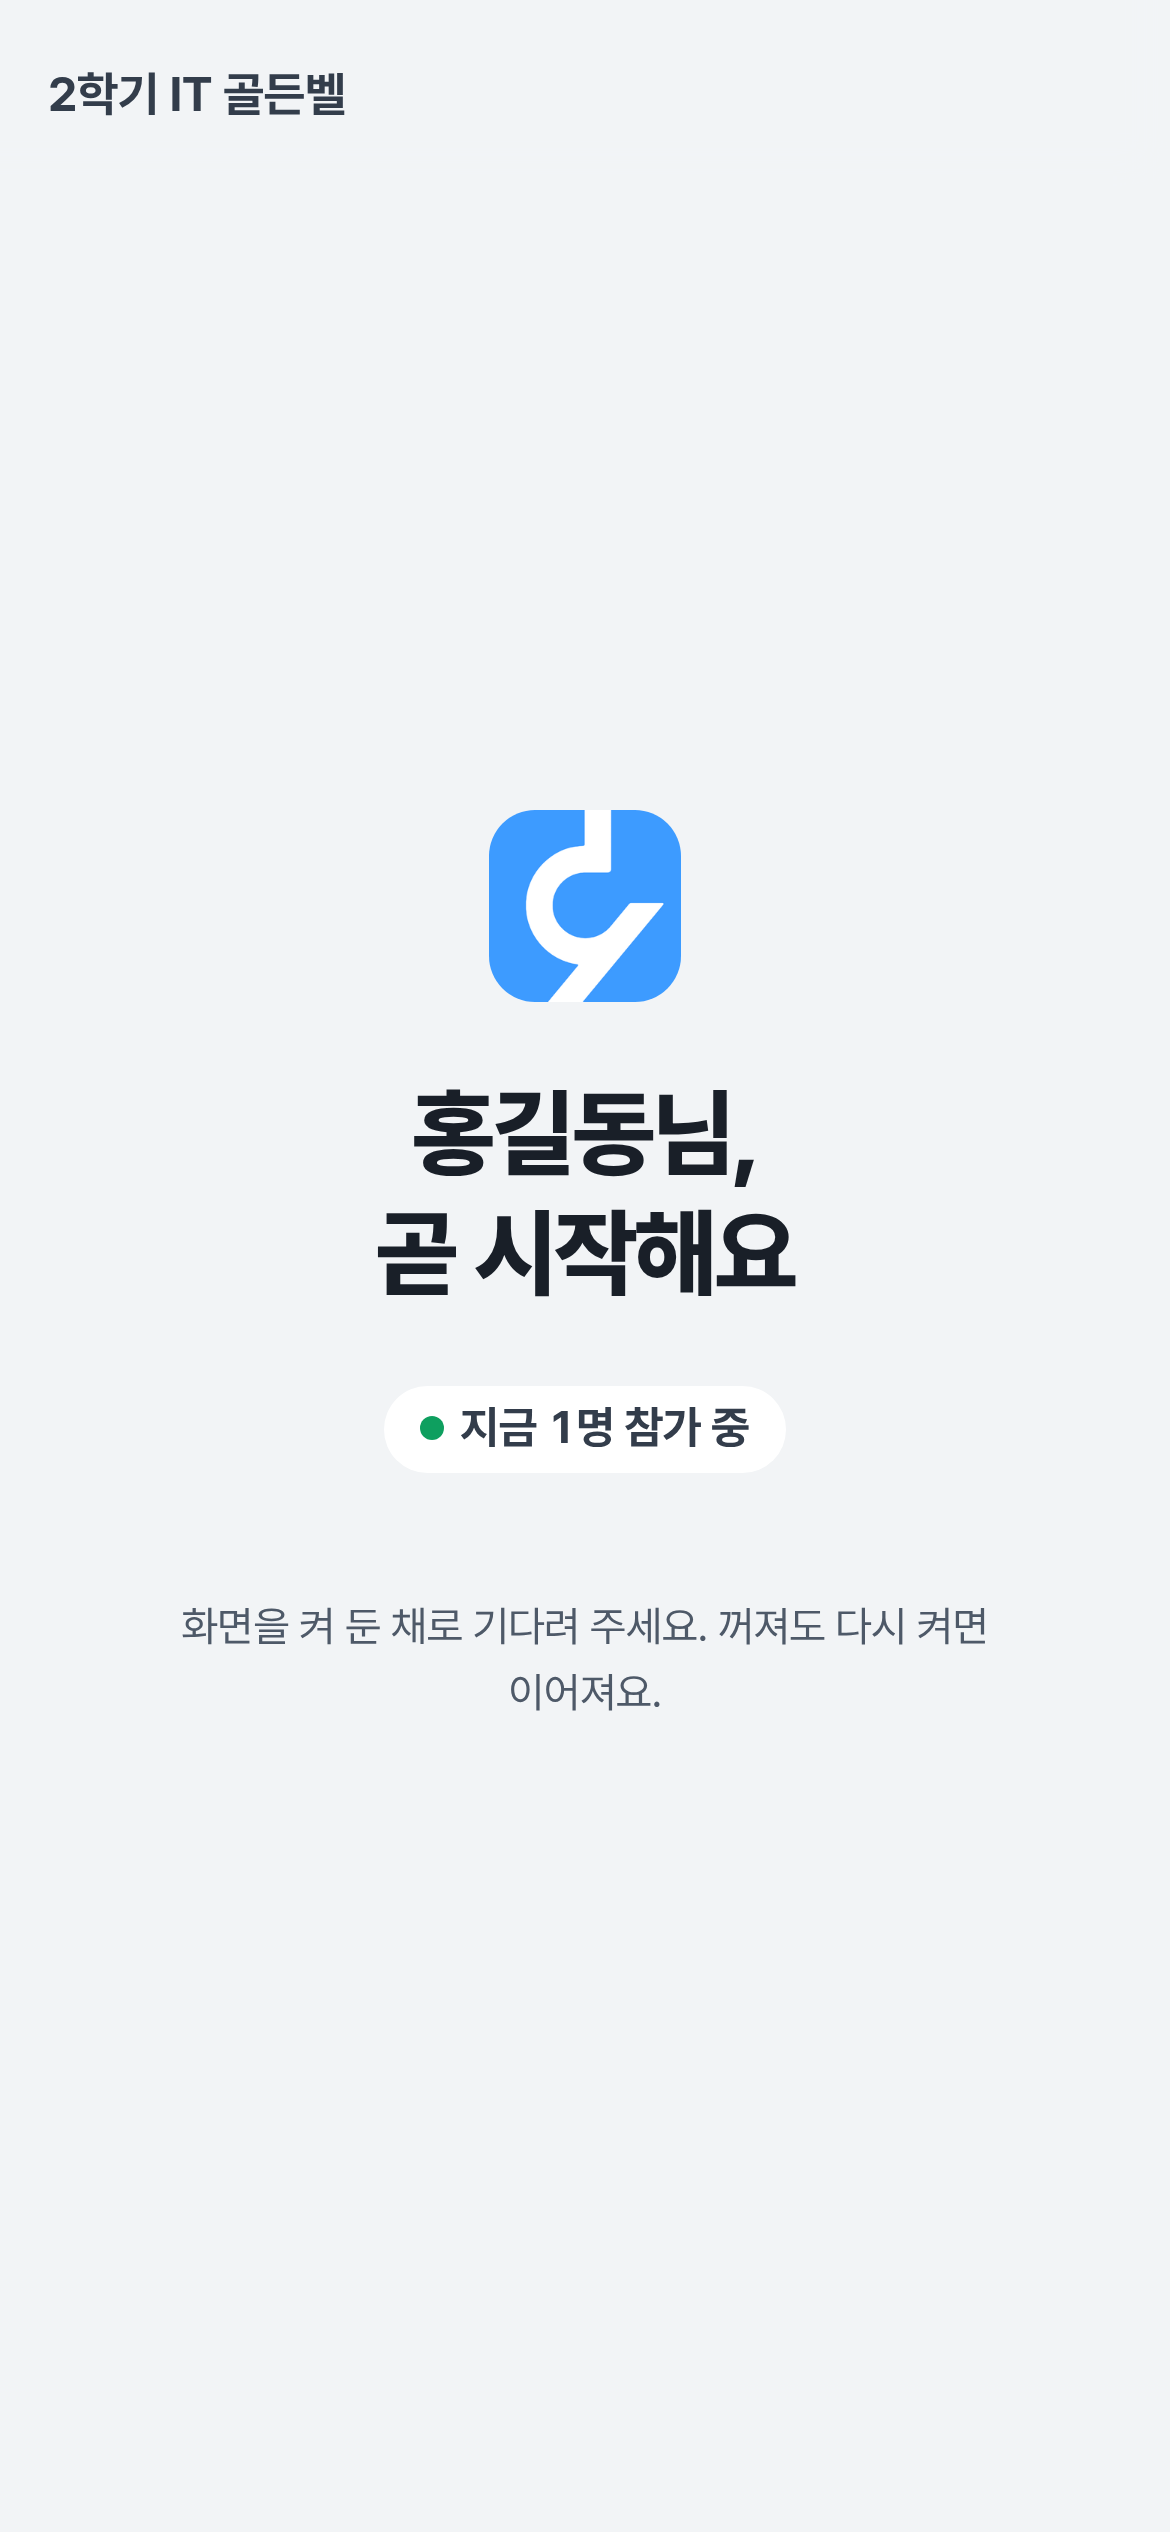 2학기 IT 골든벨
홍길동님,
곧 시작해요
지금 1명 참가 중
화면을 켜 둔 채로 기다려 주세요. 꺼져도 다시 켜면
이어져요.